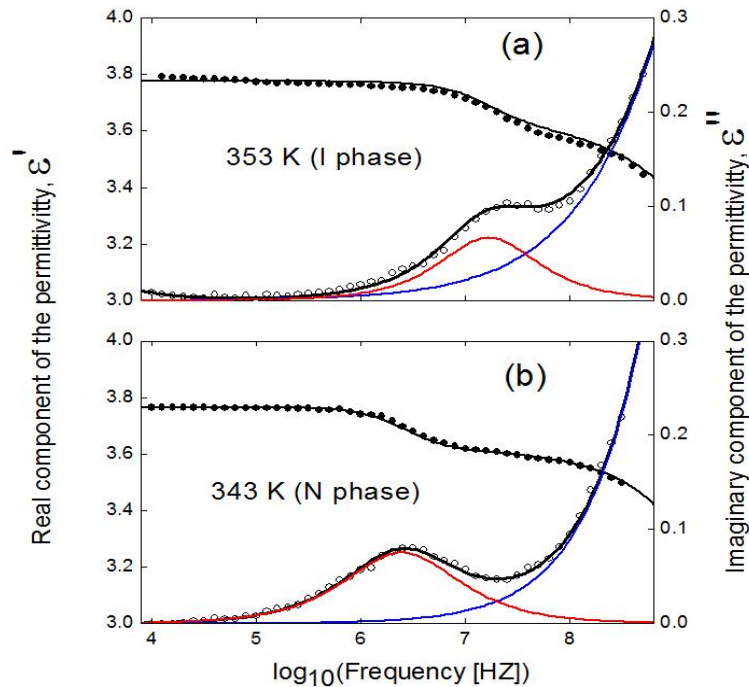 4.0
0.3
(a)
3.8
0.2
3.6
353 K (I phase)
3.4
0.1
3.2
3.0
0.0
4.0
0.3
(b)
3.8
0.2
3.6
343 K (N phase)
3.4
0.1
3.2
3.0
0.0
4 5 6 7 8
log10(Frequency [HZ])
Real component of the permittivity, ε'
Imaginary component of the permittivity, ε"